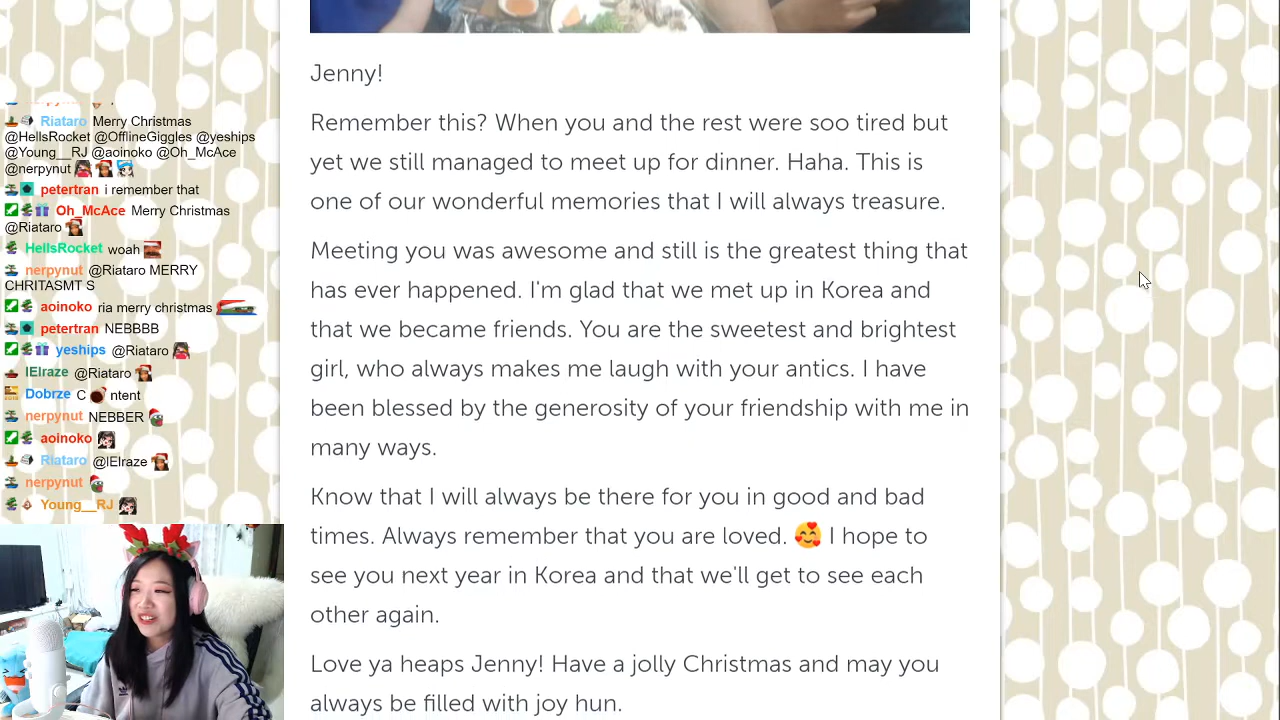 Riataro Merry Christmas
@HellsRocket @OfflineGiggles @yeships
@Young__RJ @aoinoko @Oh_McAce
@nerpynut
petertran i remember that
Oh_McAce Merry Christmas
@Riataro
HellsRocket woah
nerpynut @Riataro MERRY
CHRITASMT S
aoinoko ria merry christmas
petertran NEBBBB
yeships @Riataro
lElraze @Riataro
Dobrze C ntent
nerpynut NEBBER
aoinoko
Riataro @lElraze
nerpynut
Young__RJ
Jenny!
Remember this? When you and the rest were soo tired but
yet we still managed to meet up for dinner. Haha. This is
one of our wonderful memories that I will always treasure.
Meeting you was awesome and still is the greatest thing that
has ever happened. I'm glad that we met up in Korea and
that we became friends. You are the sweetest and brightest
girl, who always makes me laugh with your antics. I have
been blessed by the generosity of your friendship with me in
many ways.
Know that I will always be there for you in good and bad
times. Always remember that you are loved. 🥰 I hope to
see you next year in Korea and that we'll get to see each
other again.
Love ya heaps Jenny! Have a jolly Christmas and may you
always be filled with joy hun.